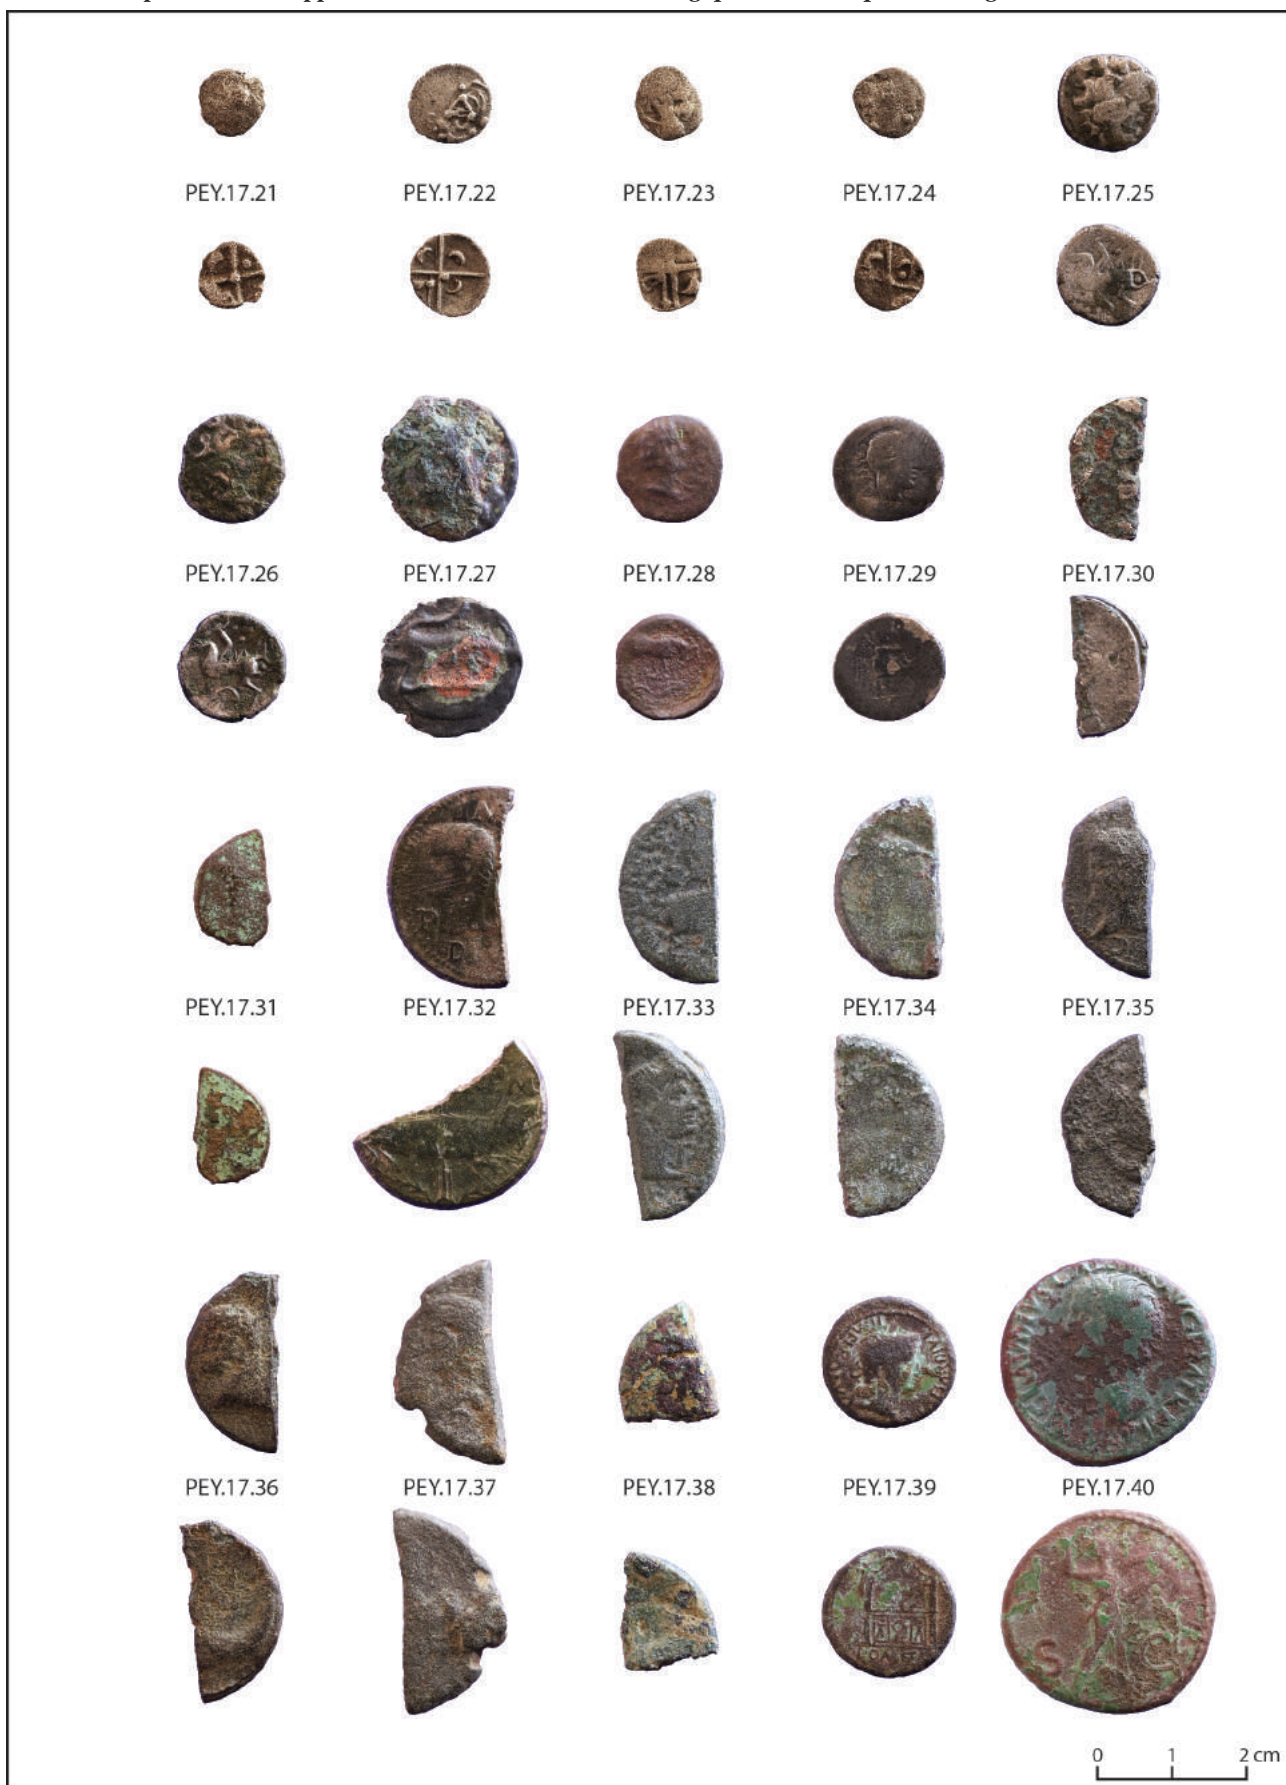 PEY.17.21 PEY.17.22 PEY.17.23 PEY.17.24 PEY.17.25
PEY.17.26 PEY.17.27 PEY.17.28 PEY.17.29 PEY.17.30
PEY.17.31 PEY.17.32 PEY.17.33 PEY.17.34 PEY.17.35
PEY.17.36 PEY.17.37 PEY.17.38 PEY.17.39 PEY.17.40
S C
0 1 2 cm